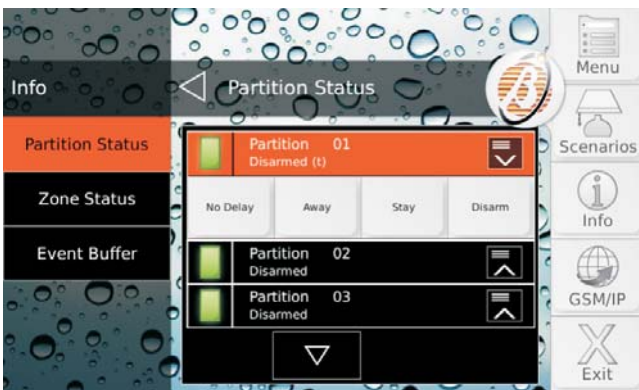 Info
Partition Status
Menu
Partition Status
Zone Status
Event Buffer
Partition 01
Disarmed (t)
No Delay Away Stay Disarm
Partition 02
Disarmed
Partition 03
Disarmed
Scenarios
Info
GSM/IP
Exit